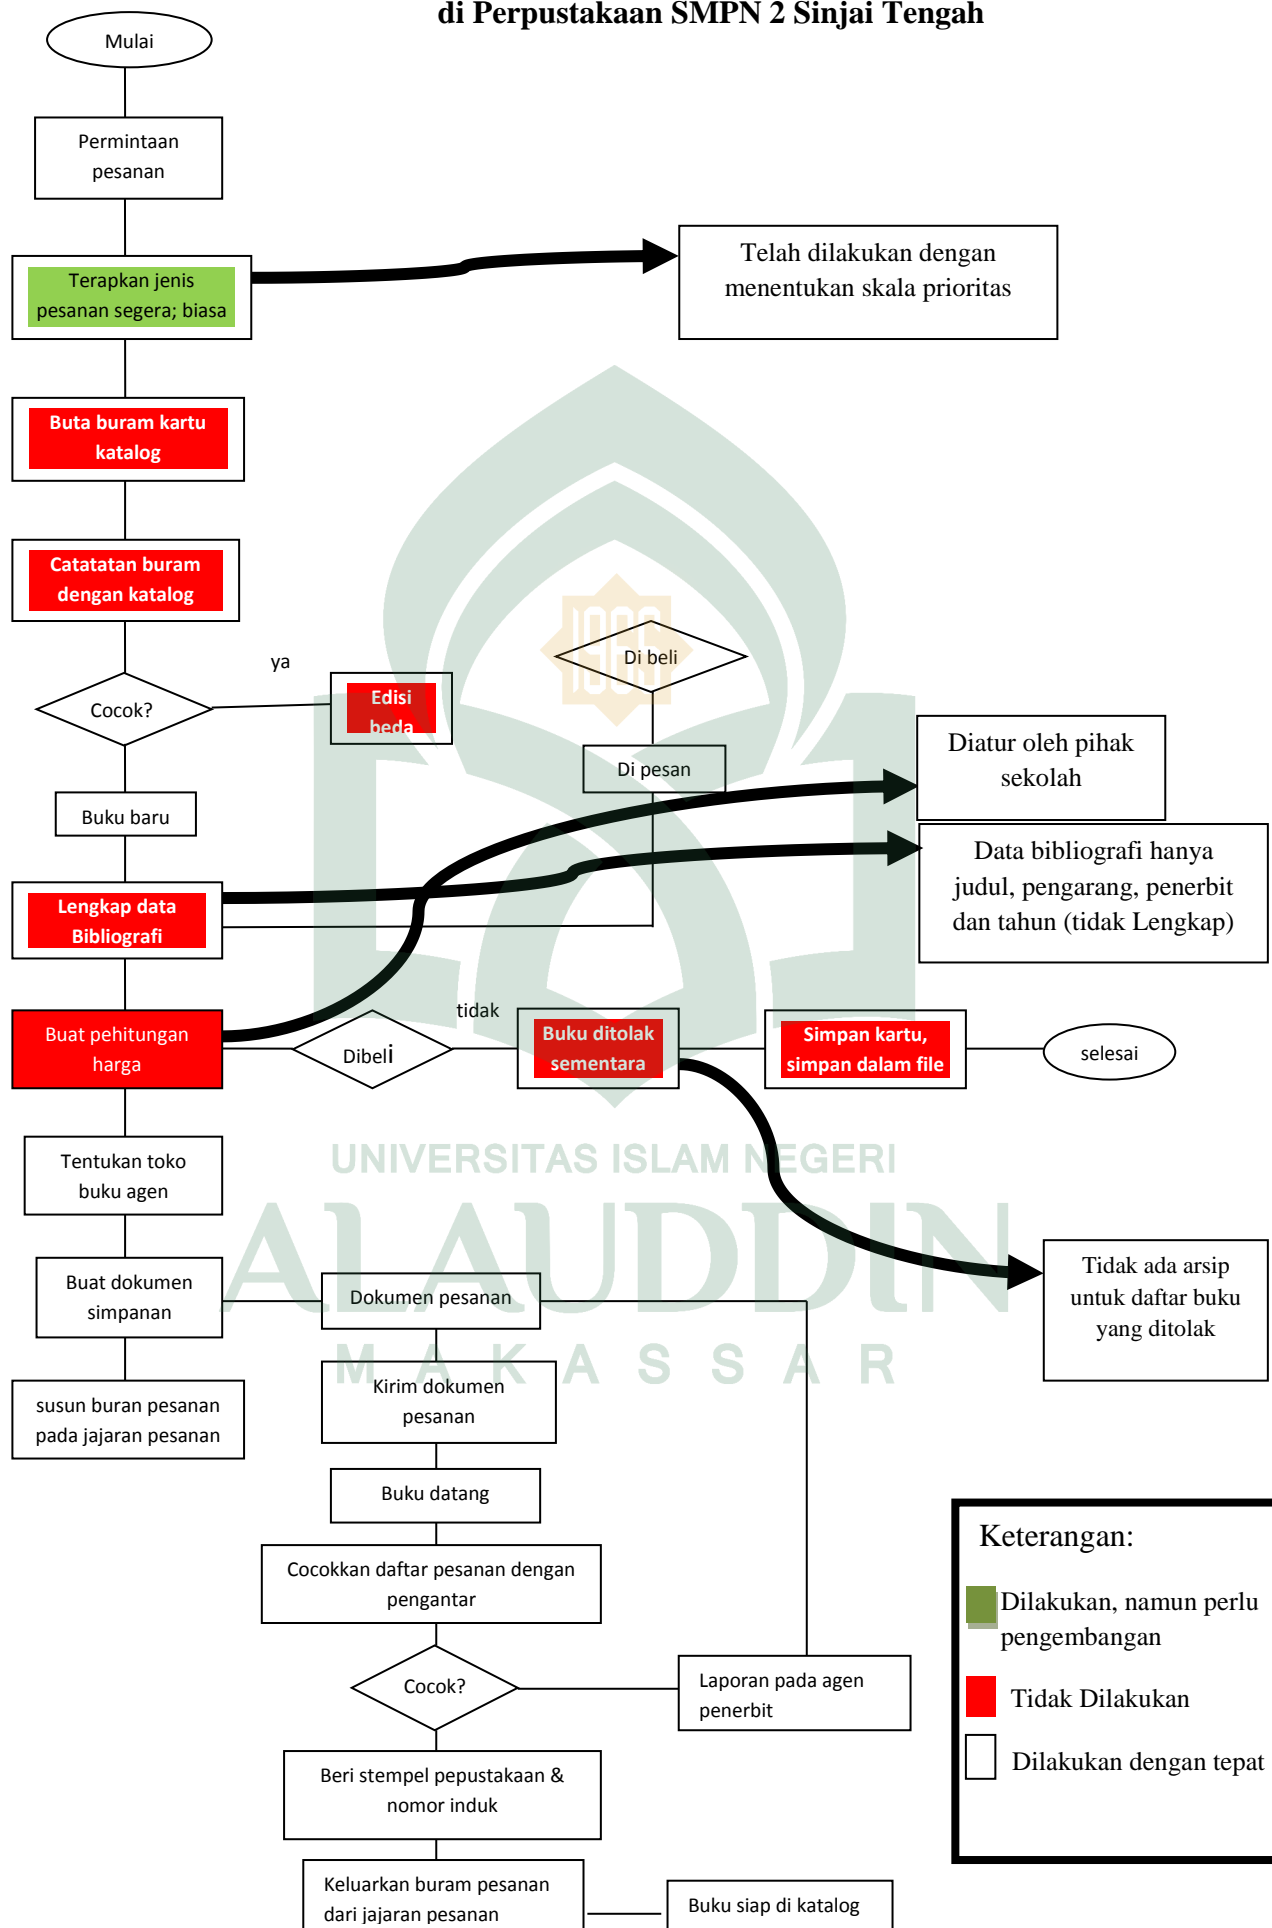 di Perpustakaan SMPN 2 Sinjai Tengah
Mulai
Permintaan
pesanan
Terapkan jenis
pesanan segera; biasa
Telah dilakukan dengan
menentukan skala prioritas
Buta buram kartu
katalog
Catatatan buram
dengan katalog
1965
ya
Cocok?
Edisi
beda
Di beli
Di pesan
Diatur oleh pihak
sekolah
Buku baru
Data bibliografi hanya
judul, pengarang, penerbit
dan tahun (tidak Lengkap)
Lengkap data
Bibliografi
tidak
Buat pehitungan
harga
Dibeli
Buku ditolak
sementara
Simpan kartu,
simpan dalam file
selesai
UNIVERSITAS ISLAM NEGERI
ALAUDDIN
MAKASSAR
Tentukan toko
buku agen
Buat dokumen
simpanan
Dokumen pesanan
Tidak ada arsip
untuk daftar buku
yang ditolak
susun buran pesanan
pada jajaran pesanan
Kirim dokumen
pesanan
Buku datang
Cocokkan daftar pesanan dengan
pengantar
Cocok?
Laporan pada agen
penerbit
Beri stempel pepustakaan &
nomor induk
Keluarkan buram pesanan
dari jajaran pesanan
Buku siap di katalog
Keterangan:
Dilakukan, namun perlu
pengembangan
Tidak Dilakukan
Dilakukan dengan tepat